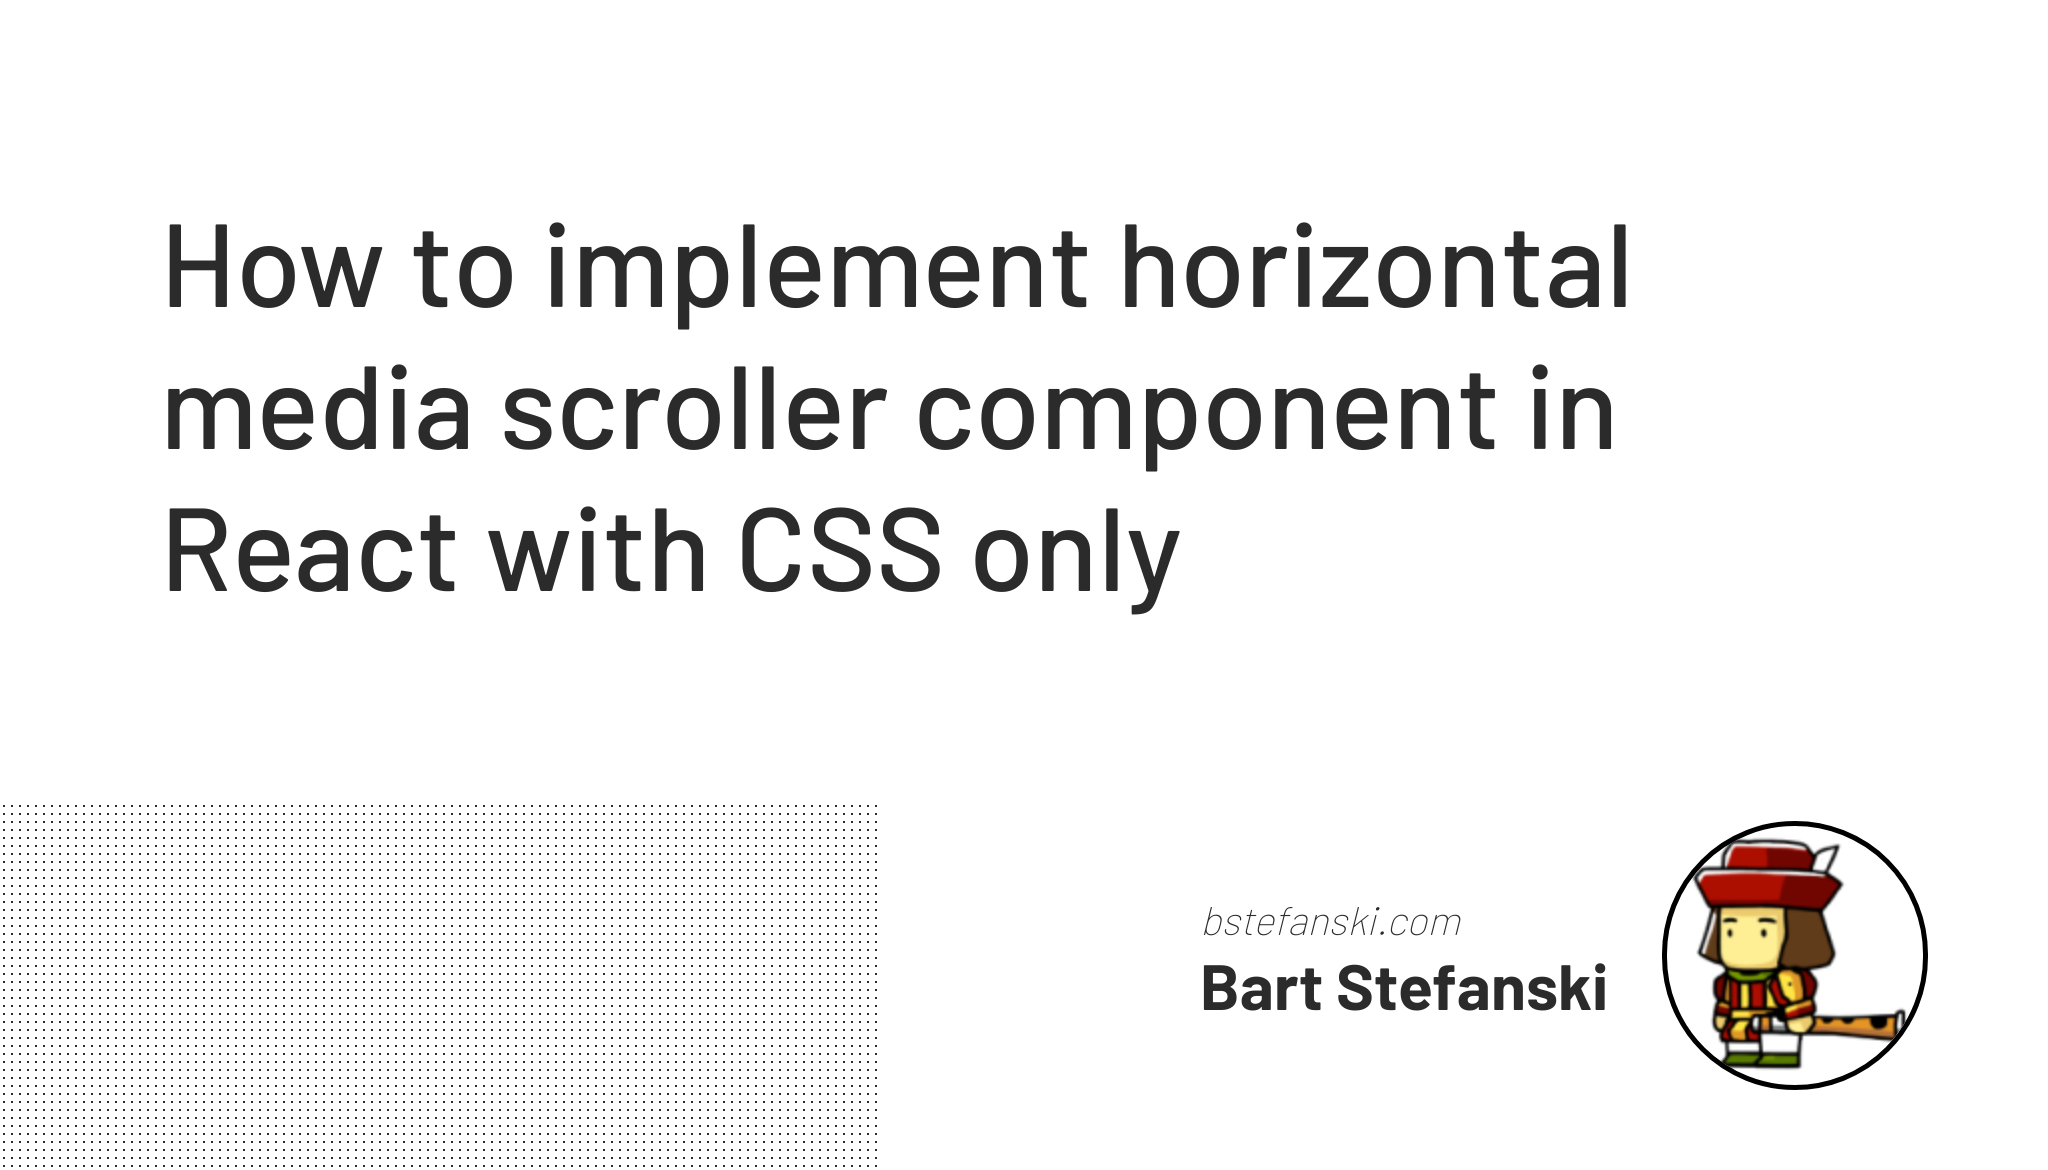 How to implement horizontal
media scroller component in
React with CSS only
bstefanski.com
Bart Stefanski